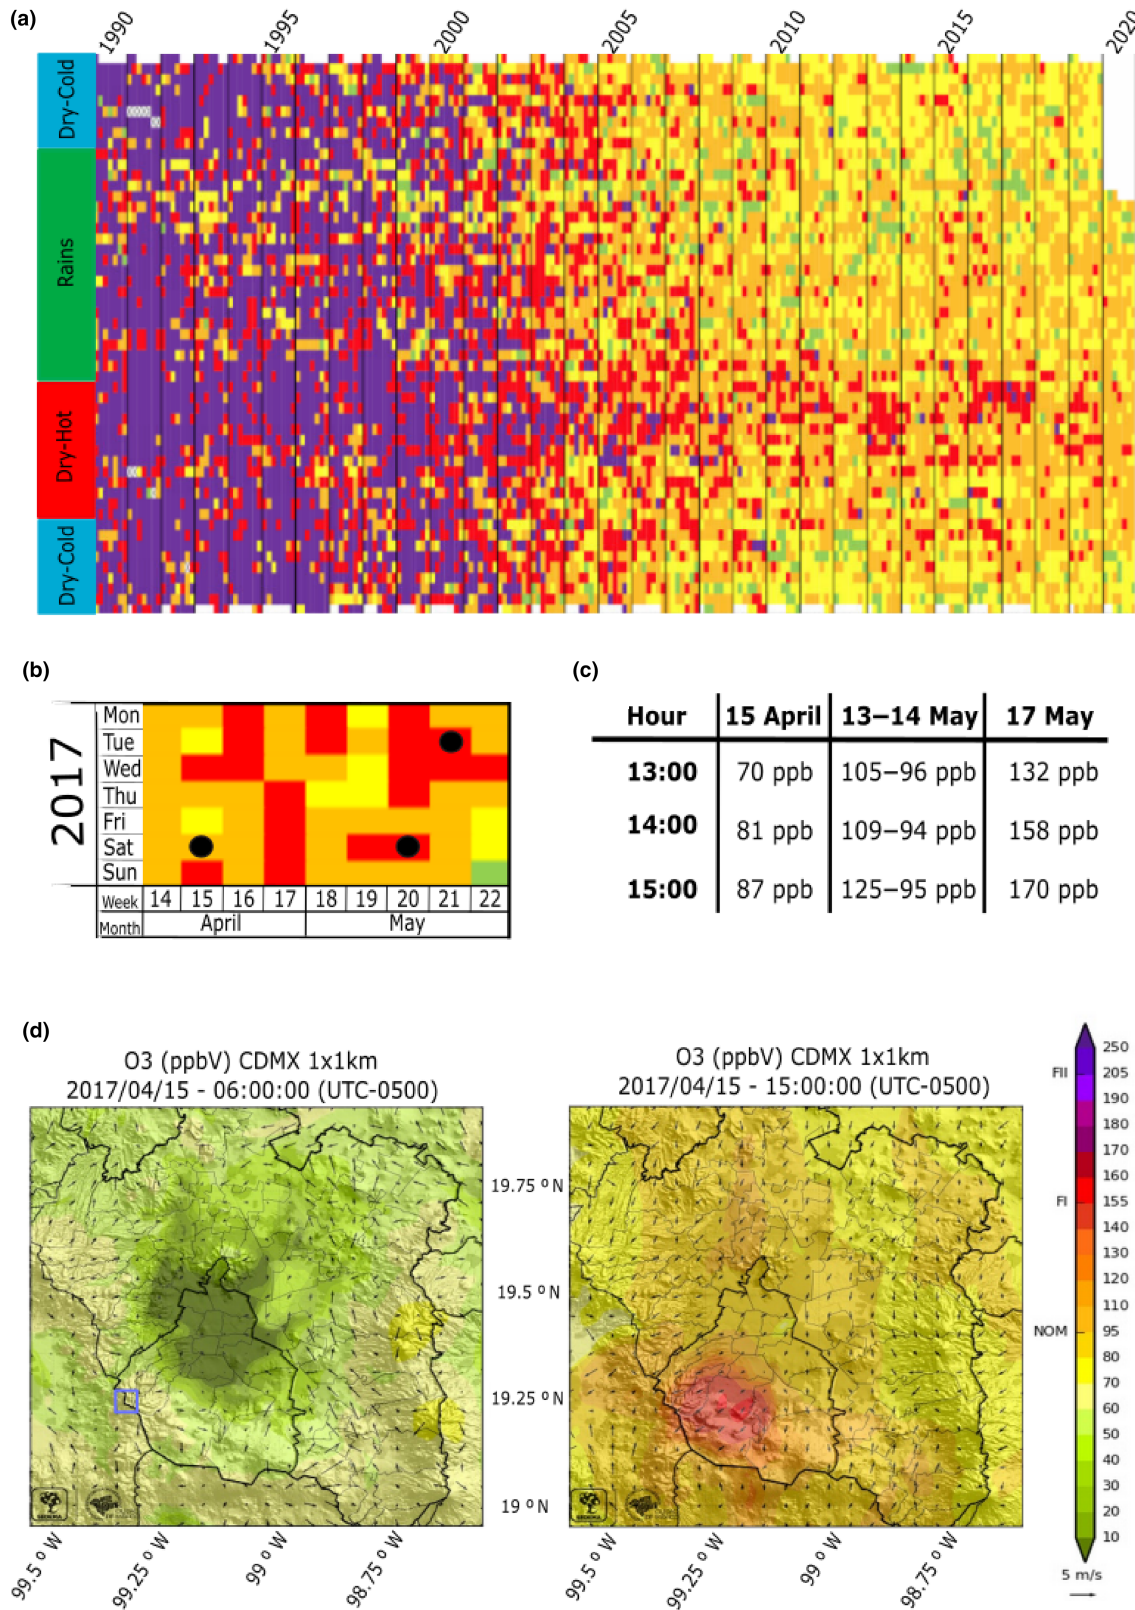 (a)
1990 1995 2000 2005 2010 2015 2020
Dry-Cold
Rains
Dry-Hot
Dry-Cold
(b)
2017
Mon
Tue
Wed
Thu
Fri
Sat
Sun
Week 14 15 16 17 18 19 20 21 22
Month April May
(c)
Hour 15 April 13–14 May 17 May
13:00 70 ppb 105–96 ppb 132 ppb
14:00 81 ppb 109–94 ppb 158 ppb
15:00 87 ppb 125–95 ppb 170 ppb
(d)
O3 (ppbV) CDMX 1x1km
2017/04/15 - 06:00:00 (UTC-0500)
O3 (ppbV) CDMX 1x1km
2017/04/15 - 15:00:00 (UTC-0500)
19.75 º N
19.5 º N
19.25 º N
19 º N
99.5 º W
99.25 º W
99 º W
98.75 º W
99.5 º W
99.25 º W
99 º W
98.75 º W
FII
FI
NOM
250
205
190
180
170
160
155
130
120
110
95
80
70
60
50
40
30
20
10
5 m/s